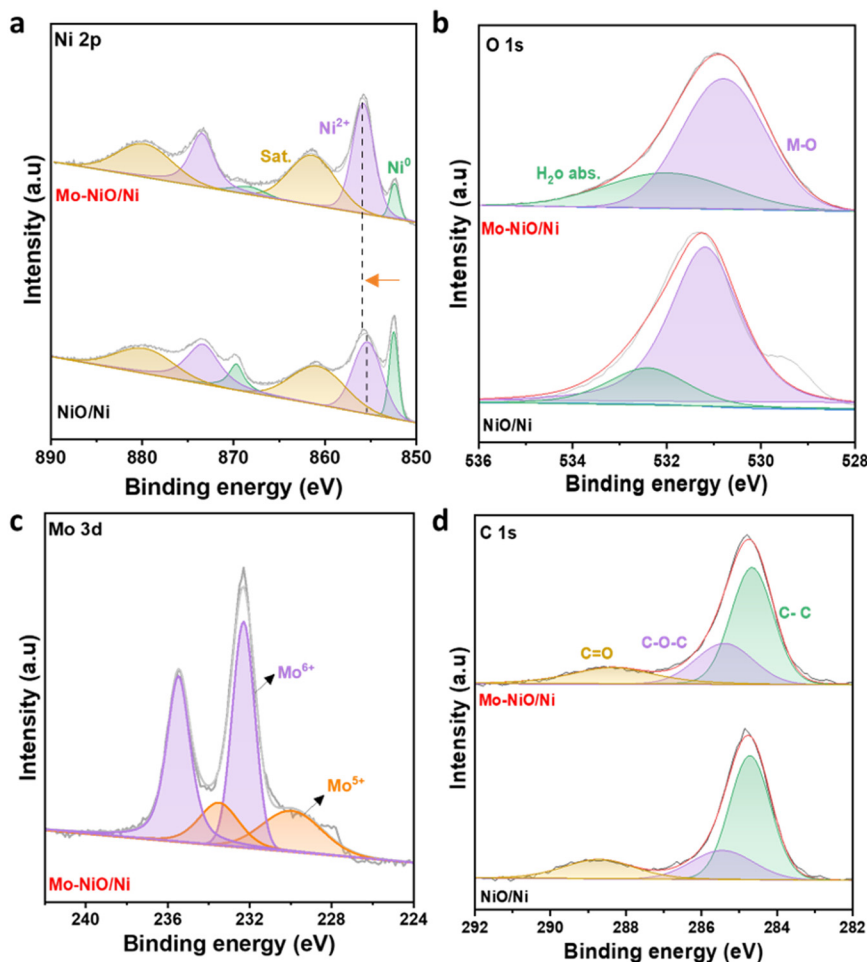 a
Ni 2p
Ni2+
Sat.
Ni0
Mo-NiO/Ni
NiO/Ni
Intensity (a.u)
890 880 870 860 850
Binding energy (eV)
b
O 1s
M-O
H2o abs.
Mo-NiO/Ni
NiO/Ni
Intensity (a.u)
536 534 532 530 528
Binding energy (eV)
c
Mo 3d
Mo6+
Mo5+
Mo-NiO/Ni
Intensity (a.u)
240 236 232 228 224
Binding energy (eV)
d
C 1s
C- C
C-O-C
C=O
Mo-NiO/Ni
NiO/Ni
Intensity (a.u)
292 290 288 286 284 282
Binding energy (eV)